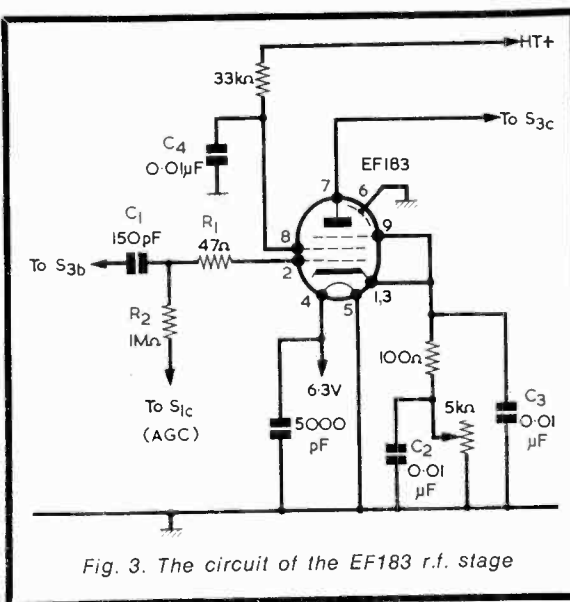 HT+
33kΩ
To S3c
C4
0·01µF
EF183
7
6
9
C1
150pF
R1
47Ω
8
2
To S3b
1,3
4
5
R2
1MΩ
100Ω
6·3V
5kΩ
C3
0·01
µF
To S1c
(AGC)
5000
pF
C2
0·01
µF
Fig. 3. The circuit of the EF183 r.f. stage